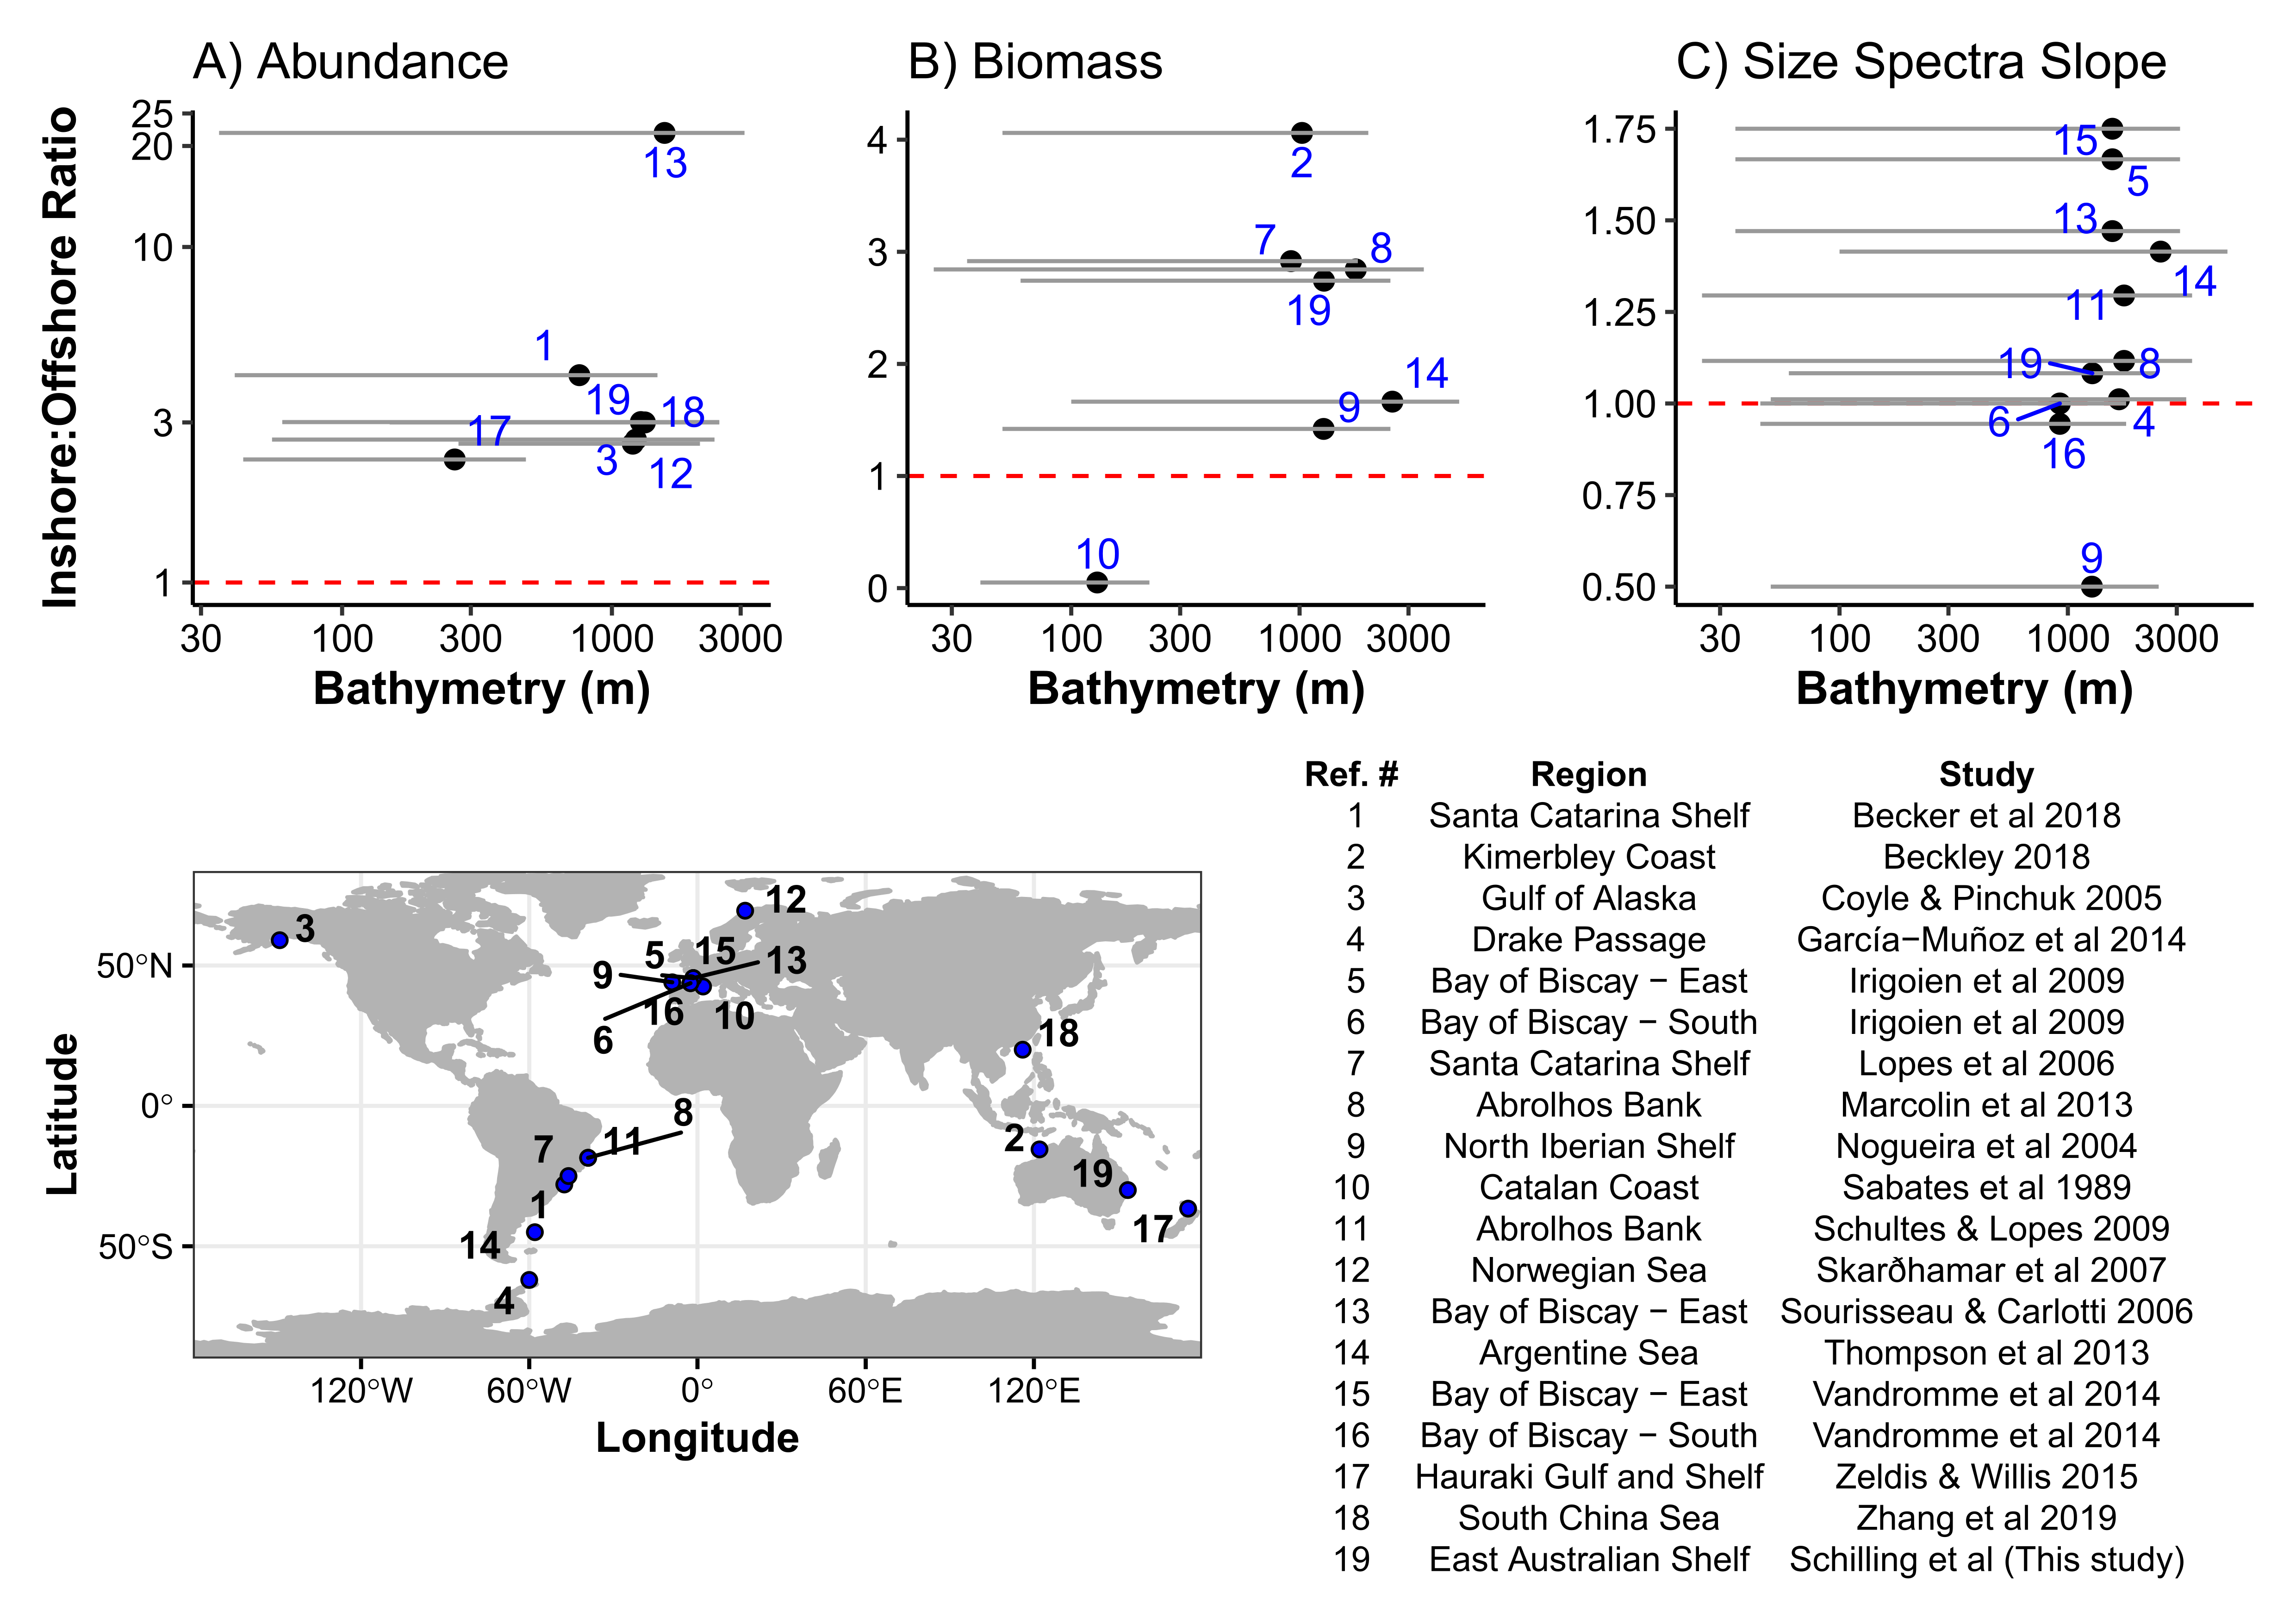 A) Abundance
B) Biomass
C) Size Spectra Slope
Inshore:Offshore Ratio
25
20
10
3
1
13
1
19
18
17
3
12
30
100
300
1000
3000
Bathymetry (m)
4
3
2
1
0
2
7
8
19
14
9
10
30
100
300
1000
3000
Bathymetry (m)
1.75
1.50
1.25
1.00
0.75
0.50
15
5
13
14
11
19
8
6
4
16
9
30
100
300
1000
3000
Bathymetry (m)
Latitude
50°N
0°
50°S
3
12
5
15
13
9
16
10
6
18
8
11
7
2
1
19
14
17
4
120°W
60°W
0°
60°E
120°E
Longitude
Ref. # Region Study
1 Santa Catarina Shelf Becker et al 2018
2 Kimerbley Coast Beckley 2018
3 Gulf of Alaska Coyle & Pinchuk 2005
4 Drake Passage García−Muñoz et al 2014
5 Bay of Biscay − East Irigoien et al 2009
6 Bay of Biscay − South Irigoien et al 2009
7 Santa Catarina Shelf Lopes et al 2006
8 Abrolhos Bank Marcolin et al 2013
9 North Iberian Shelf Nogueira et al 2004
10 Catalan Coast Sabates et al 1989
11 Abrolhos Bank Schultes & Lopes 2009
12 Norwegian Sea Skarðhamar et al 2007
13 Bay of Biscay − East Sourisseau & Carlotti 2006
14 Argentine Sea Thompson et al 2013
15 Bay of Biscay − East Vandromme et al 2014
16 Bay of Biscay − South Vandromme et al 2014
17 Hauraki Gulf and Shelf Zeldis & Willis 2015
18 South China Sea Zhang et al 2019
19 East Australian Shelf Schilling et al (This study)